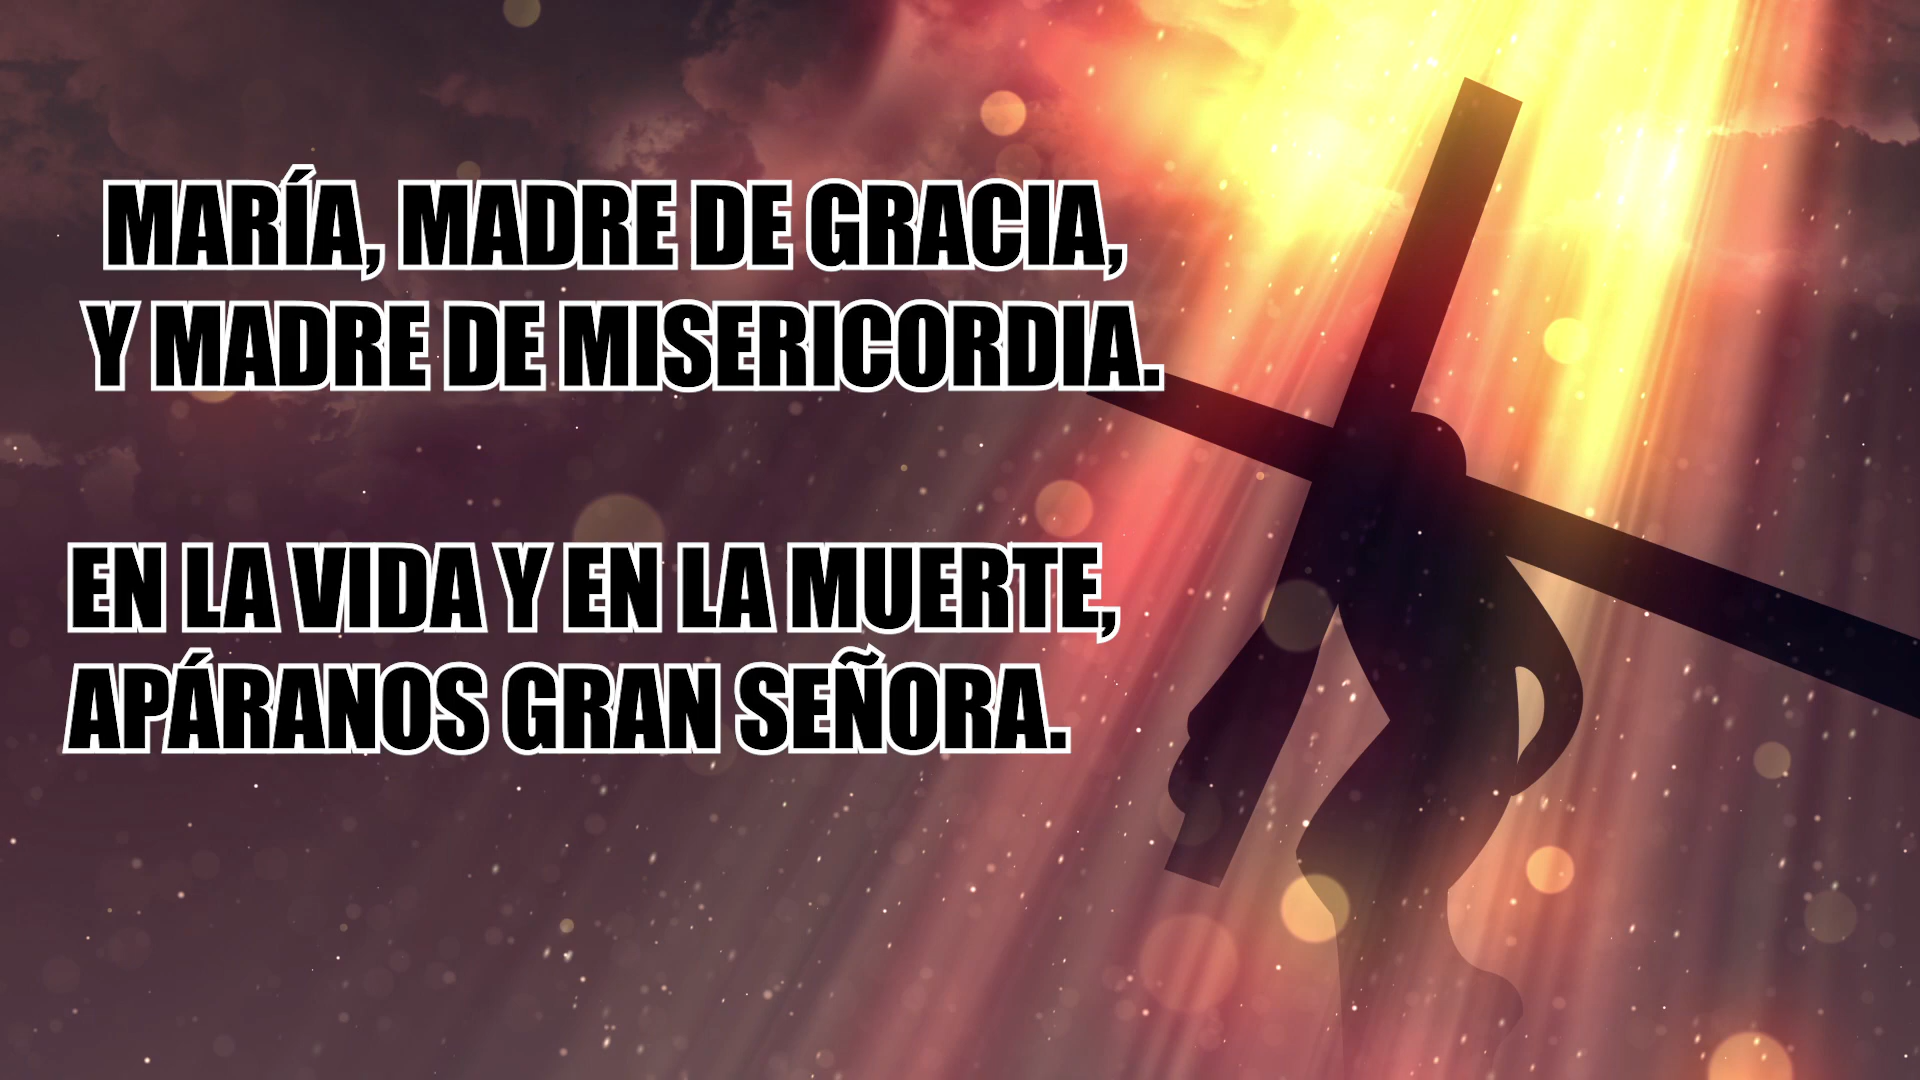 MARÍA, MADRE DE GRACIA,
Y MADRE DE MISERICORDIA.
EN LA VIDA Y EN LA MUERTE,
APÁRANOS GRAN SEÑORA.